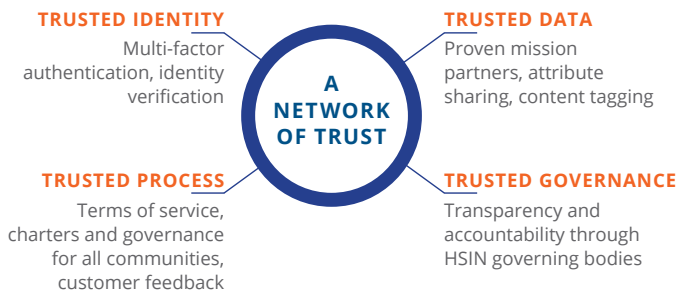 TRUSTED IDENTITY
Multi-factor
authentication, identity
verification
TRUSTED DATA
Proven mission
partners, attribute
sharing, content tagging
A
NETWORK
OF TRUST
TRUSTED PROCESS
Terms of service,
charters and governance
for all communities,
customer feedback
TRUSTED GOVERNANCE
Transparency and
accountability through
HSIN governing bodies